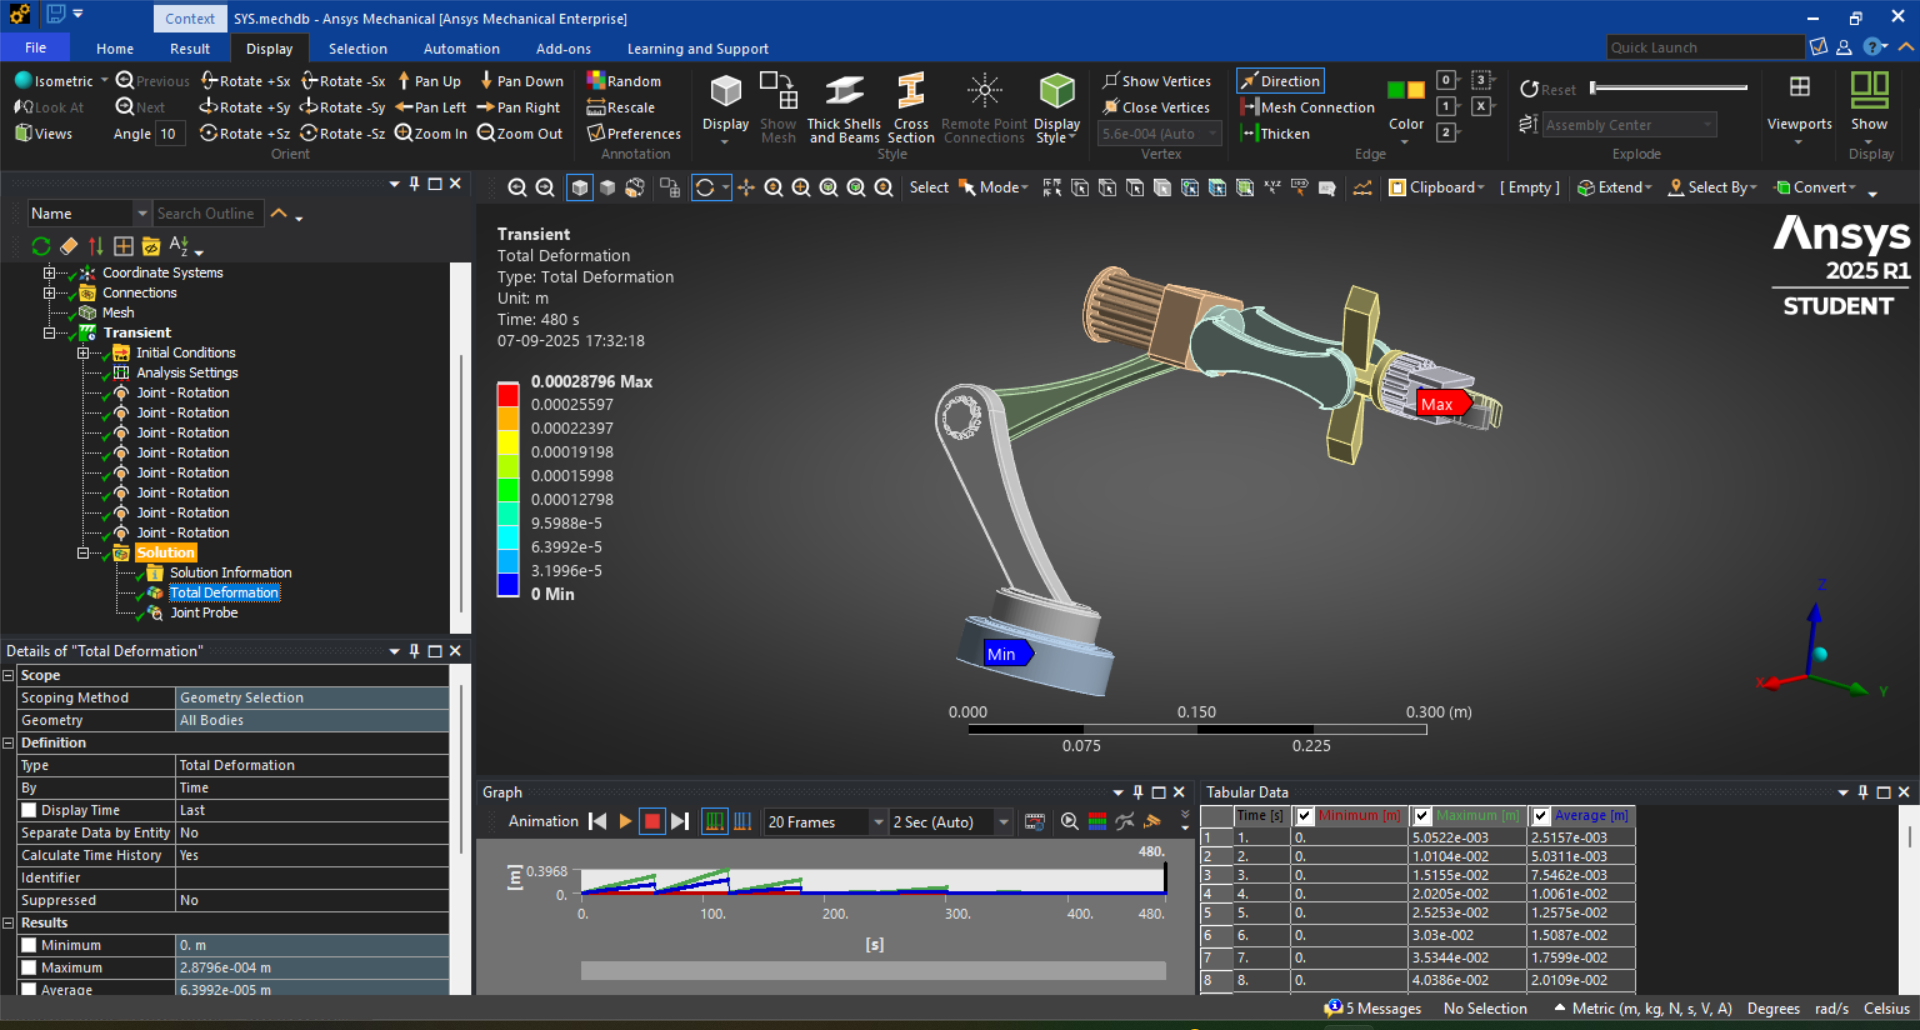 Context
SYS.mechdb - Ansys Mechanical [Ansys Mechanical Enterprise]
File Home Result Display Selection Automation Add-ons Learning and Support
Quick Launch
Isometric Previous Rotate +Sx Rotate -Sx Pan Up Pan Down
Look At Next Rotate +Sy Rotate -Sy Pan Left Pan Right
Views Angle 10 Rotate +Sz Rotate -Sz Zoom In Zoom Out
Orient
Random
Rescale
Preferences
Annotation
Display
Show Mesh
Thick Shells and Beams
Cross Section
Remote Point Connections
Display Style
Style
Show Vertices
Close Vertices
5.6e-004 (Auto
Vertex
Direction
Mesh Connection
Thicken
Color
0 3
1 X
2
Edge
Reset
Assembly Center
Explode
Viewports
Show
Display
Name Search Outline
Select Mode Clipboard [ Empty ] Extend Select By Convert
Coordinate Systems
Connections
Mesh
Transient
Initial Conditions
Analysis Settings
Joint - Rotation
Joint - Rotation
Joint - Rotation
Joint - Rotation
Joint - Rotation
Joint - Rotation
Joint - Rotation
Joint - Rotation
Solution
Solution Information
Total Deformation
Joint Probe
Transient
Total Deformation
Type: Total Deformation
Unit: m
Time: 480 s
07-09-2025 17:32:18
0.00028796 Max
0.00025597
0.00022397
0.00019198
0.00015998
0.00012798
9.5988e-5
6.3992e-5
3.1996e-5
0 Min
Max
Min
Ansys
2025 R1
STUDENT
Z
X
Y
0.000 0.150 0.300 (m)
0.075 0.225
Details of "Total Deformation"
Scope
Scoping Method Geometry Selection
Geometry All Bodies
Definition
Type Total Deformation
By Time
Display Time Last
Separate Data by Entity No
Calculate Time History Yes
Identifier
Suppressed No
Results
Minimum 0. m
Maximum 2.8796e-004 m
Average 6.3992e-005 m
Graph
Animation 20 Frames 2 Sec (Auto)
480.
[m] 0.3968
0.
0. 100. 200. 300. 400. 480.
[s]
Tabular Data
Time [s] Minimum [m] Maximum [m] Average [m]
1 1. 0. 5.0522e-003 2.5157e-003
2 2. 0. 1.0104e-002 5.0311e-003
3 3. 0. 1.5155e-002 7.5462e-003
4 4. 0. 2.0205e-002 1.0061e-002
5 5. 0. 2.5253e-002 1.2575e-002
6 6. 0. 3.03e-002 1.5087e-002
7 7. 0. 3.5344e-002 1.7599e-002
8 8. 0. 4.0386e-002 2.0109e-002
5 Messages No Selection Metric (m, kg, N, s, V, A) Degrees rad/s Celsius